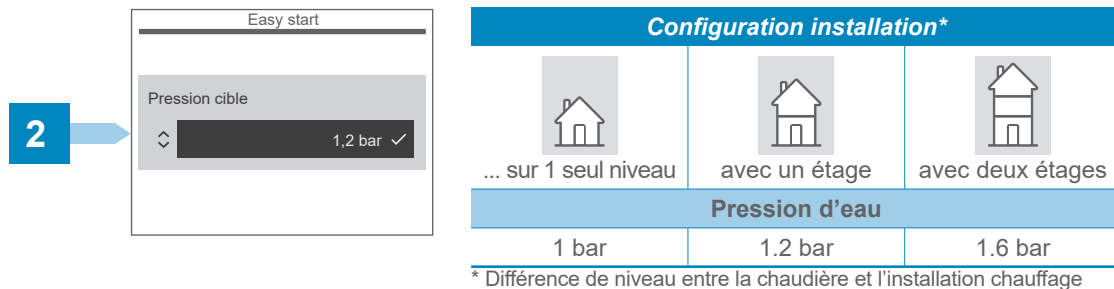 2
Easy start
Pression cible
1,2 bar ✓
Configuration installation*
... sur 1 seul niveau
avec un étage
avec deux étages
Pression d’eau
1 bar
1.2 bar
1.6 bar
* Différence de niveau entre la chaudière et l’installation chauffage